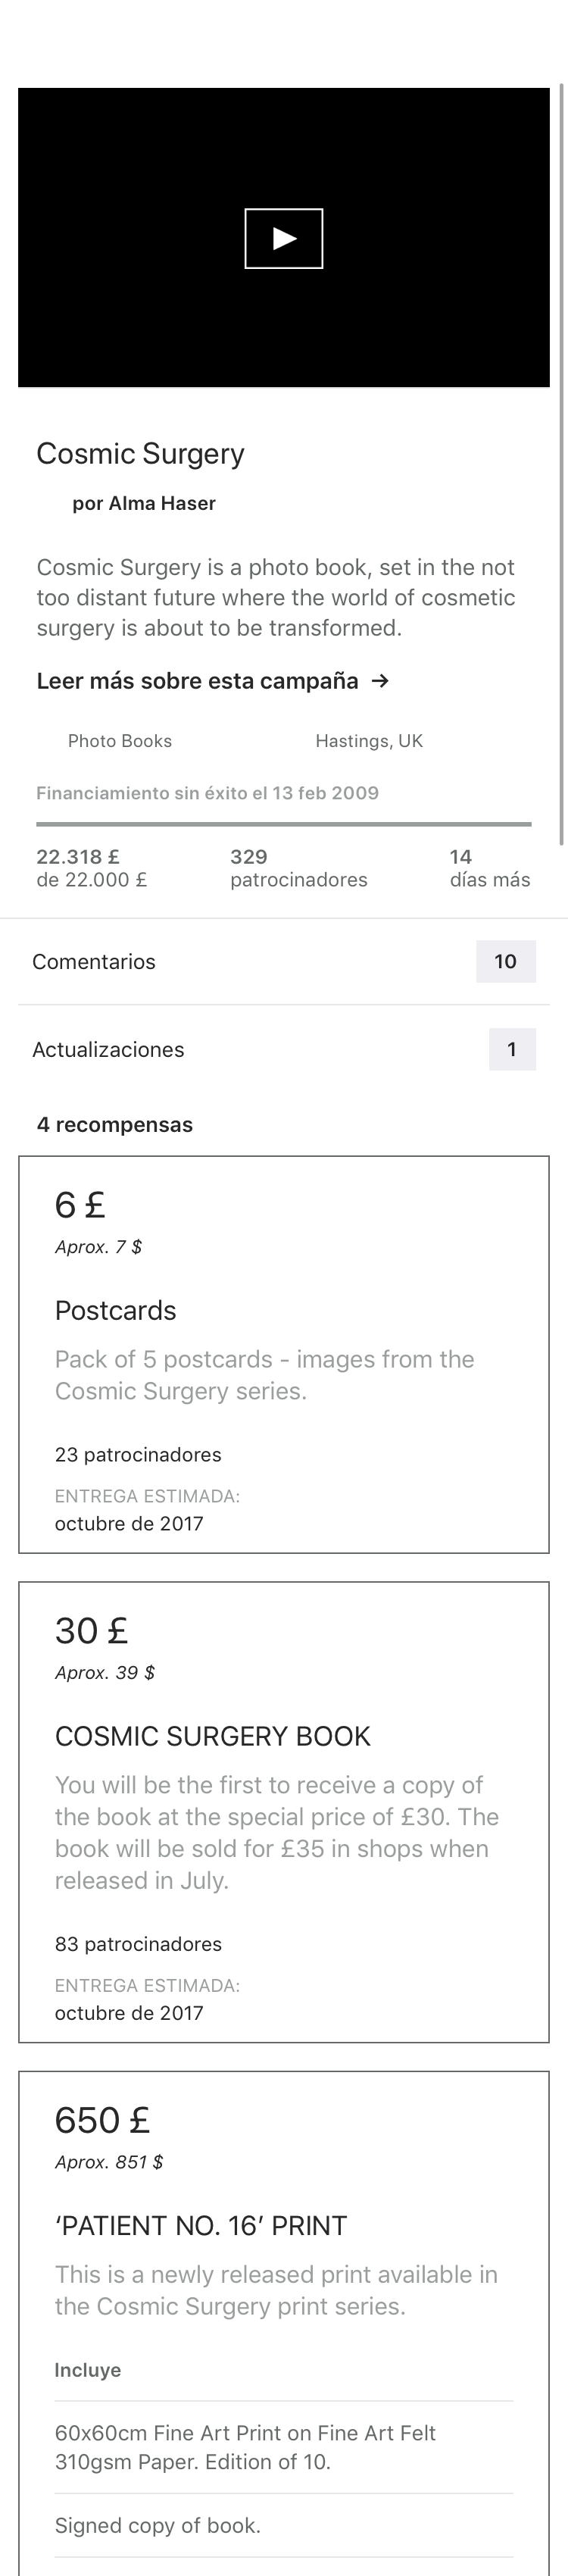 Cosmic Surgery
por Alma Haser
Cosmic Surgery is a photo book, set in the not
too distant future where the world of cosmetic
surgery is about to be transformed.
Leer más sobre esta campaña →
Photo Books
Hastings, UK
Financiamiento sin éxito el 13 feb 2009
22.318 £
de 22.000 £
329
patrocinadores
14
días más
Comentarios
10
Actualizaciones
1
4 recompensas
6 £
Aprox. 7 $
Postcards
Pack of 5 postcards - images from the
Cosmic Surgery series.
23 patrocinadores
ENTREGA ESTIMADA:
octubre de 2017
30 £
Aprox. 39 $
COSMIC SURGERY BOOK
You will be the first to receive a copy of
the book at the special price of £30. The
book will be sold for £35 in shops when
released in July.
83 patrocinadores
ENTREGA ESTIMADA:
octubre de 2017
650 £
Aprox. 851 $
‘PATIENT NO. 16’ PRINT
This is a newly released print available in
the Cosmic Surgery print series.
Incluye
60x60cm Fine Art Print on Fine Art Felt
310gsm Paper. Edition of 10.
Signed copy of book.